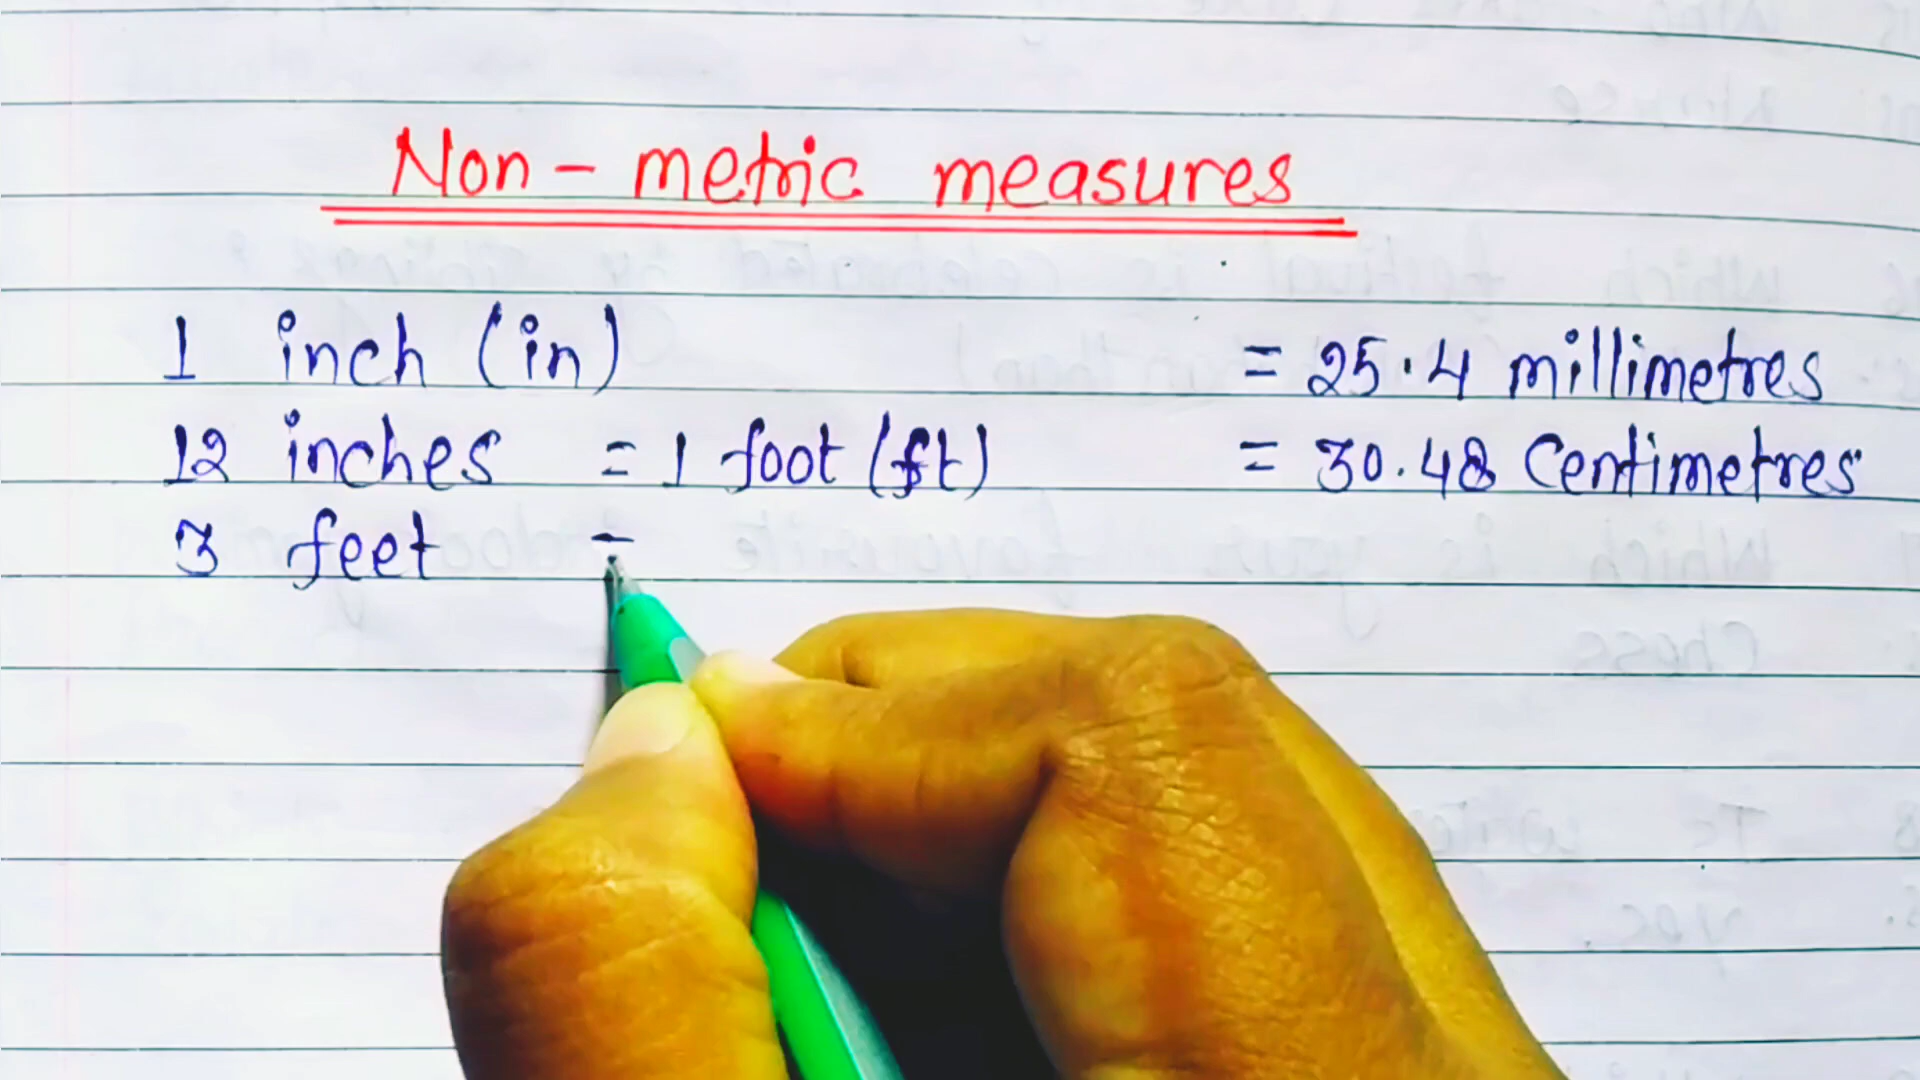 Non - metric measures
1 inch (in) = 25.4 millimetres
12 inches = 1 foot (ft) = 30.48 Centimetres
3 feet =